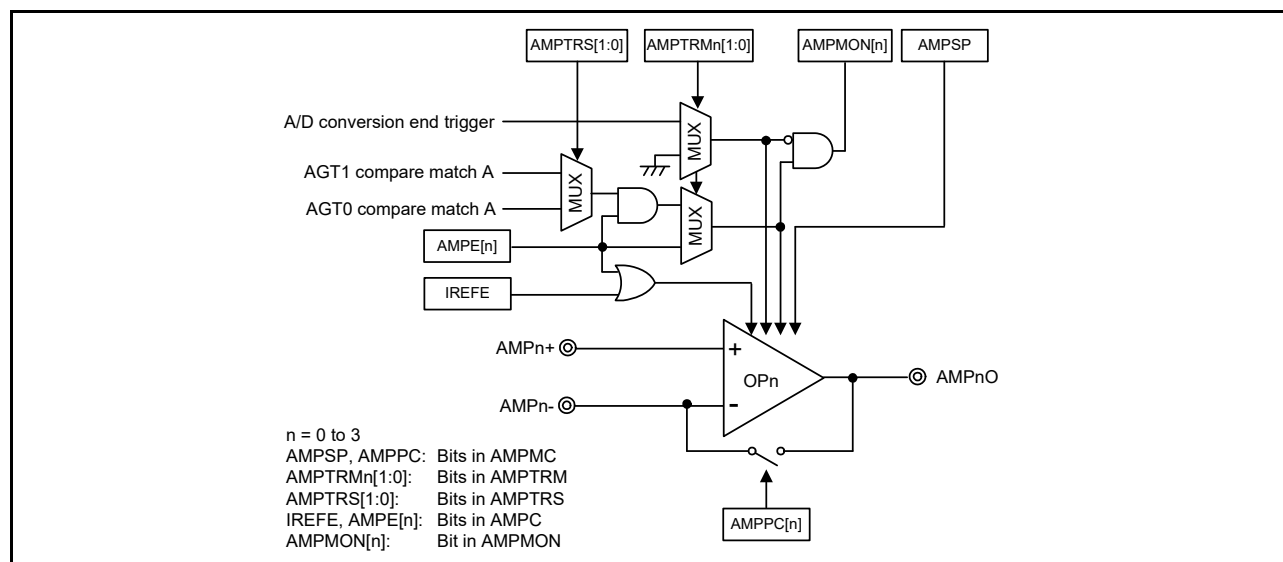 AMPTRS[1:0]
AMPTRMn[1:0]
AMPMON[n]
AMPSP
A/D conversion end trigger
MUX
AGT1 compare match A
MUX
AGT0 compare match A
MUX
AMPE[n]
IREFE
AMPn+
+
OPn
AMPnO
AMPn-
-
n = 0 to 3
AMPSP, AMPPC: Bits in AMPMC
AMPTRMn[1:0]: Bits in AMPTRM
AMPTRS[1:0]: Bits in AMPTRS
IREFE, AMPE[n]: Bits in AMPC
AMPMON[n]: Bit in AMPMON
AMPPC[n]